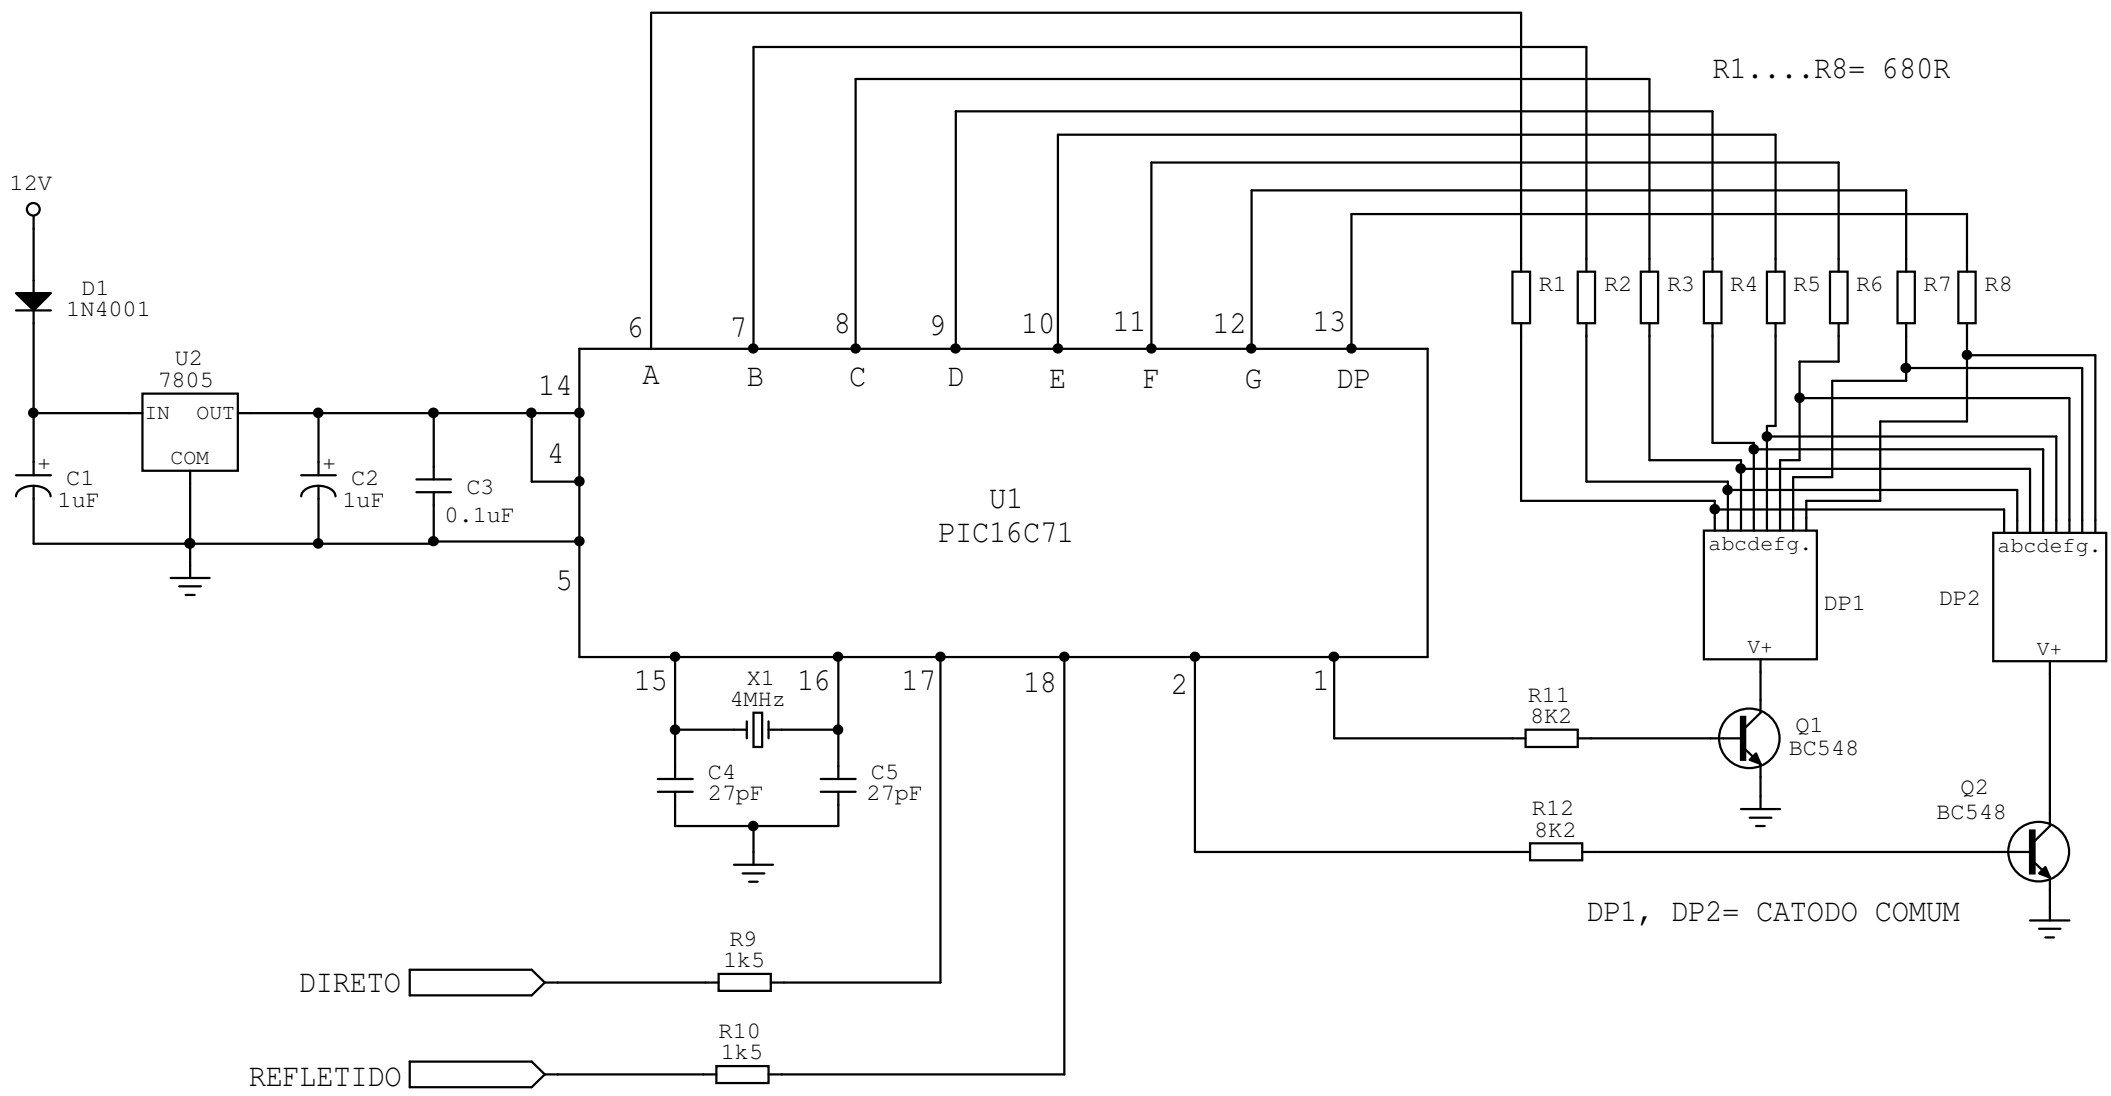 R1....R8= 680R
12V
D1
1N4001
R1
R2
R3
R4
R5
R6
R7
R8
6
7
8
9
10
11
12
13
A
B
C
D
E
F
G
DP
U2
7805
IN OUT
COM
14
4
5
+
C1
1uF
+
C2
1uF
C3
0.1uF
U1
PIC16C71
abcdefg.
DP1
V+
abcdefg.
DP2
V+
15
16
17
18
2
1
X1
4MHz
C4
27pF
C5
27pF
R11
8K2
Q1
BC548
R12
8K2
Q2
BC548
DP1, DP2= CATODO COMUM
R9
1k5
DIRETO
R10
1k5
REFLETIDO